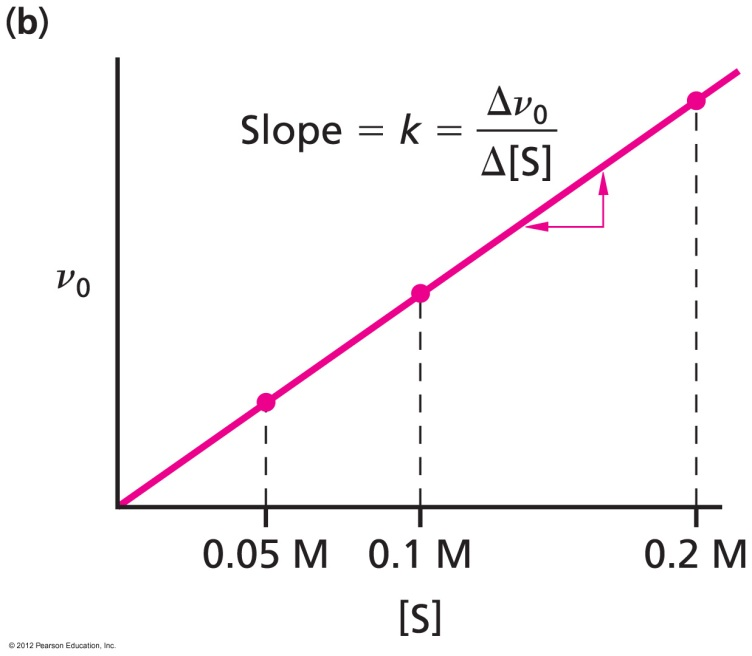 (b)
Slope = k = Δν₀/Δ[S]
ν₀
0.05 M 0.1 M 0.2 M
[S]
© 2012 Pearson Education, Inc.